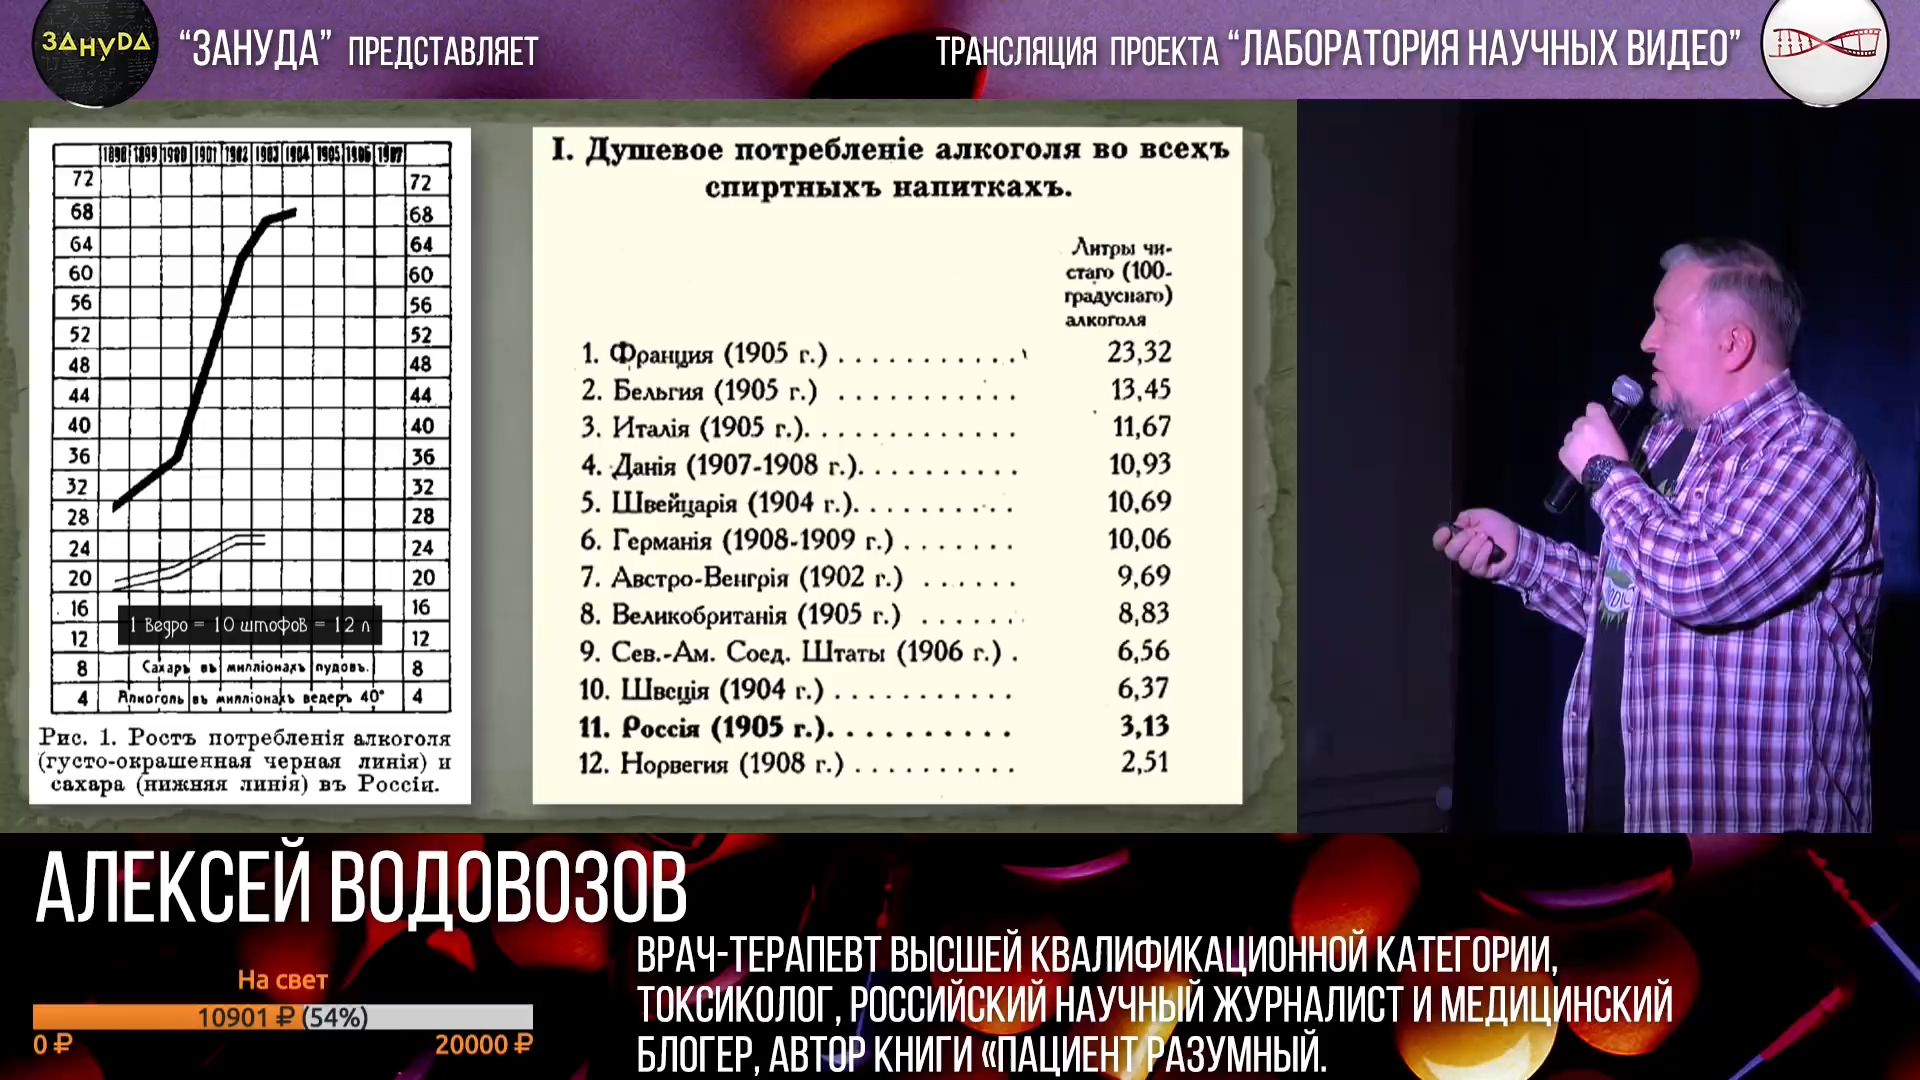 ЗАНУДА
“ЗАНУДА” ПРЕДСТАВЛЯЕТ
ТРАНСЛЯЦИЯ ПРОЕКТА “ЛАБОРАТОРИЯ НАУЧНЫХ ВИДЕО”
1898 1899 1900 1901 1902 1903 1904 1905 1906 1907
72 72
68 68
64 64
60 60
56 56
52 52
48 48
44 44
40 40
36 36
32 32
28 28
24 24
20 20
16 16
1 ведро = 10 штофов = 12 л
12 12
8 Сахаръ въ милліонахъ пудовъ. 8
4 Алкоголь въ милліонахъ ведеръ 40° 4
Рис. 1. Ростъ потребленія алкоголя
(густо-окрашенная черная линія) и
сахара (нижняя линія) въ Россіи.
I. Душевое потребленіе алкоголя во всехъ
спиртныхъ напиткахъ.
Литры чи-
стаго (100-
градуснаго)
алкоголя
1. Франция (1905 г.) . . . . . . . . . . . . 23,32
2. Бельгия (1905 г.) . . . . . . . . . . . 13,45
3. Италія (1905 г.). . . . . . . . . . . . . 11,67
4. Данія (1907-1908 г.). . . . . . . . . . 10,93
5. Швейцарія (1904 г.). . . . . . . . . . 10,69
6. Германія (1908-1909 г.) . . . . . . . 10,06
7. Австро-Венгрія (1902 г.) . . . . . . 9,69
8. Великобританія (1905 г.) . . . . . . 8,83
9. Сев.-Ам. Соед. Штаты (1906 г.) . 6,56
10. Швеція (1904 г.) . . . . . . . . . . . 6,37
11. Россія (1905 г.). . . . . . . . . . . 3,13
12. Норвегия (1908 г.) . . . . . . . . . . 2,51
АЛЕКСЕЙ ВОДОВОЗОВ
ВРАЧ-ТЕРАПЕВТ ВЫСШЕЙ КВАЛИФИКАЦИОННОЙ КАТЕГОРИИ,
ТОКСИКОЛОГ, РОССИЙСКИЙ НАУЧНЫЙ ЖУРНАЛИСТ И МЕДИЦИНСКИЙ
БЛОГЕР, АВТОР КНИГИ «ПАЦИЕНТ РАЗУМНЫЙ.
На свет
10901 ₽ (54%)
0 ₽ 20000 ₽